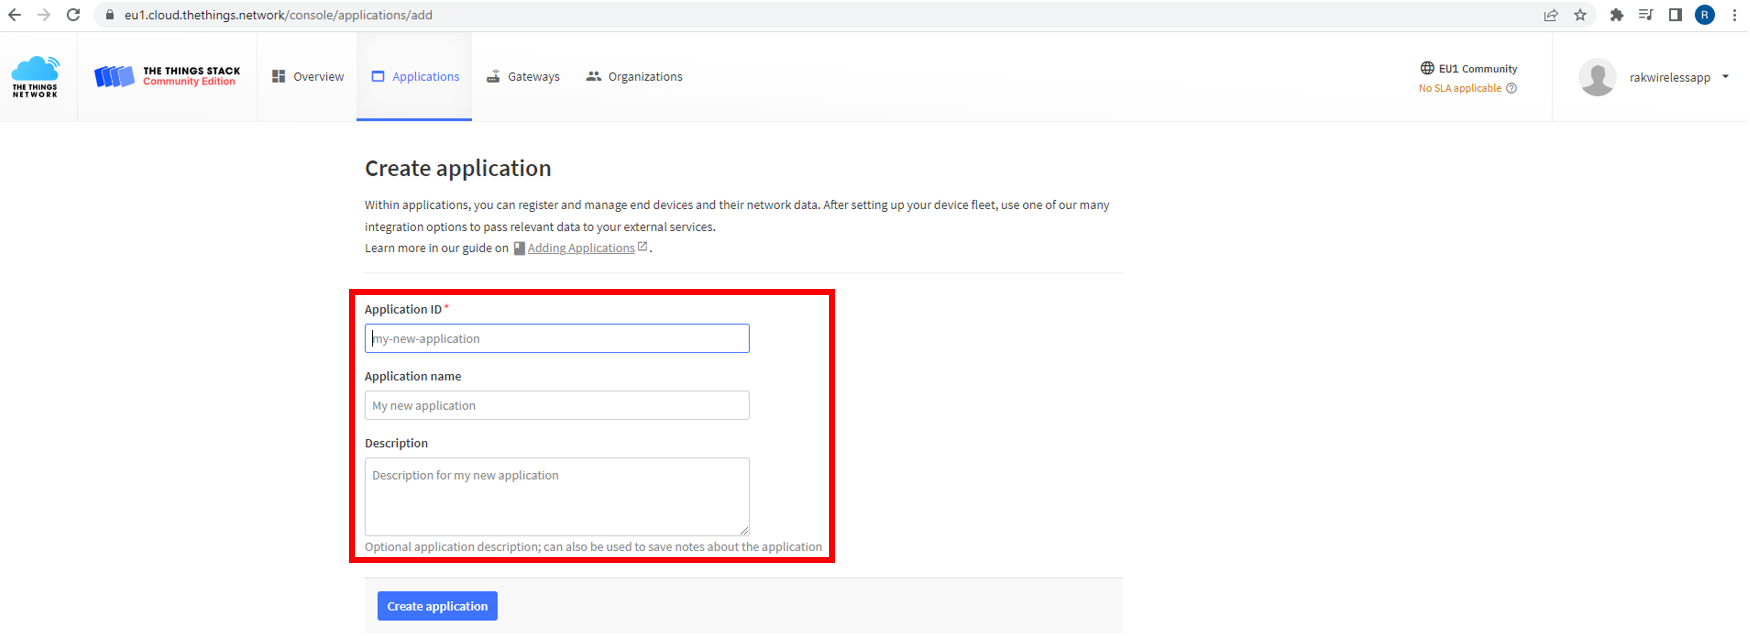 eu1.cloud.thethings.network/console/applications/add
R
THE THINGS
NETWORK
THE THINGS STACK
Community Edition
Overview
Applications
Gateways
Organizations
EU1 Community
No SLA applicable
rakwirelessapp
Create application
Within applications, you can register and manage end devices and their network data. After setting up your device fleet, use one of our many
integration options to pass relevant data to your external services.
Learn more in our guide on Adding Applications .
Application ID *
my-new-application
Application name
My new application
Description
Description for my new application
Optional application description; can also be used to save notes about the application
Create application